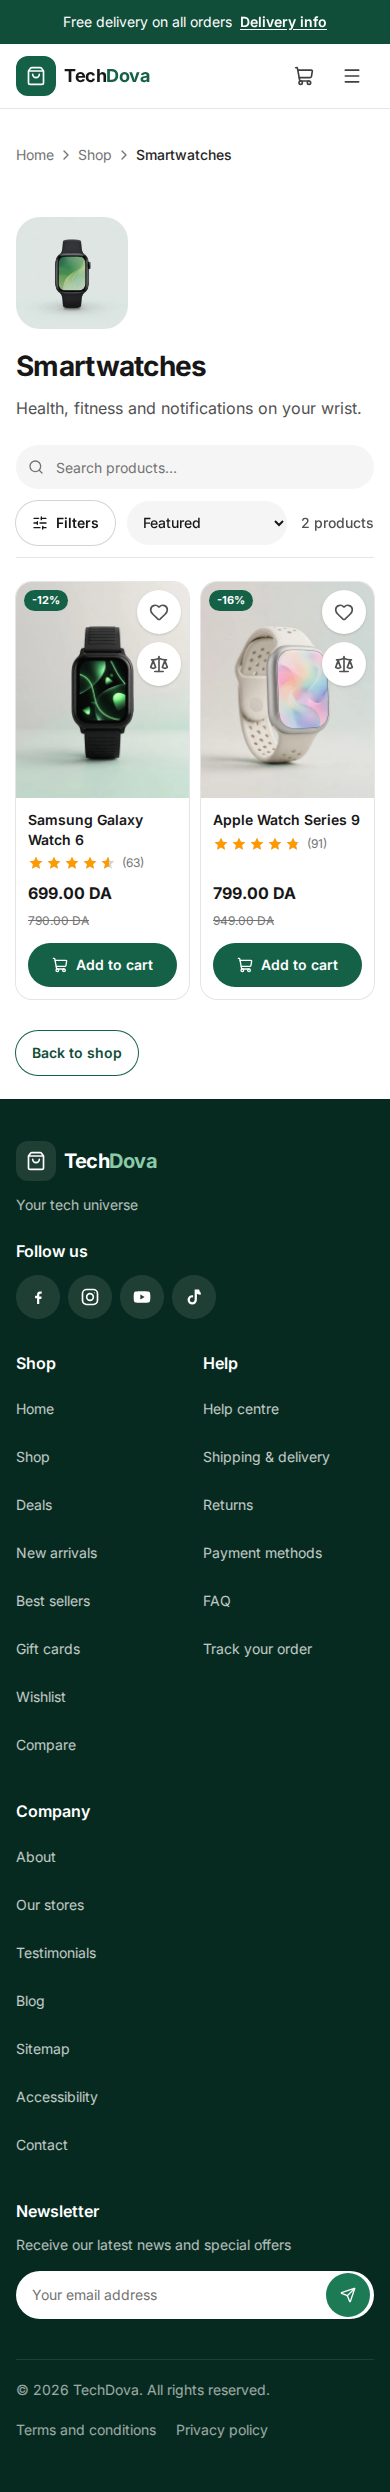 Free delivery on all orders Delivery info
TechDova
Home > Shop > Smartwatches
Smartwatches
Health, fitness and notifications on your wrist.
Search products...
Filters
Featured
2 products
-12%
Samsung Galaxy
Watch 6
(63)
699.00 DA
790.00 DA
Add to cart
-16%
Apple Watch Series 9
(91)
799.00 DA
949.00 DA
Add to cart
Back to shop
TechDova
Your tech universe
Follow us
Shop
Home
Shop
Deals
New arrivals
Best sellers
Gift cards
Wishlist
Compare
Help
Help centre
Shipping & delivery
Returns
Payment methods
FAQ
Track your order
Company
About
Our stores
Testimonials
Blog
Sitemap
Accessibility
Contact
Newsletter
Receive our latest news and special offers
Your email address
© 2026 TechDova. All rights reserved.
Terms and conditions Privacy policy